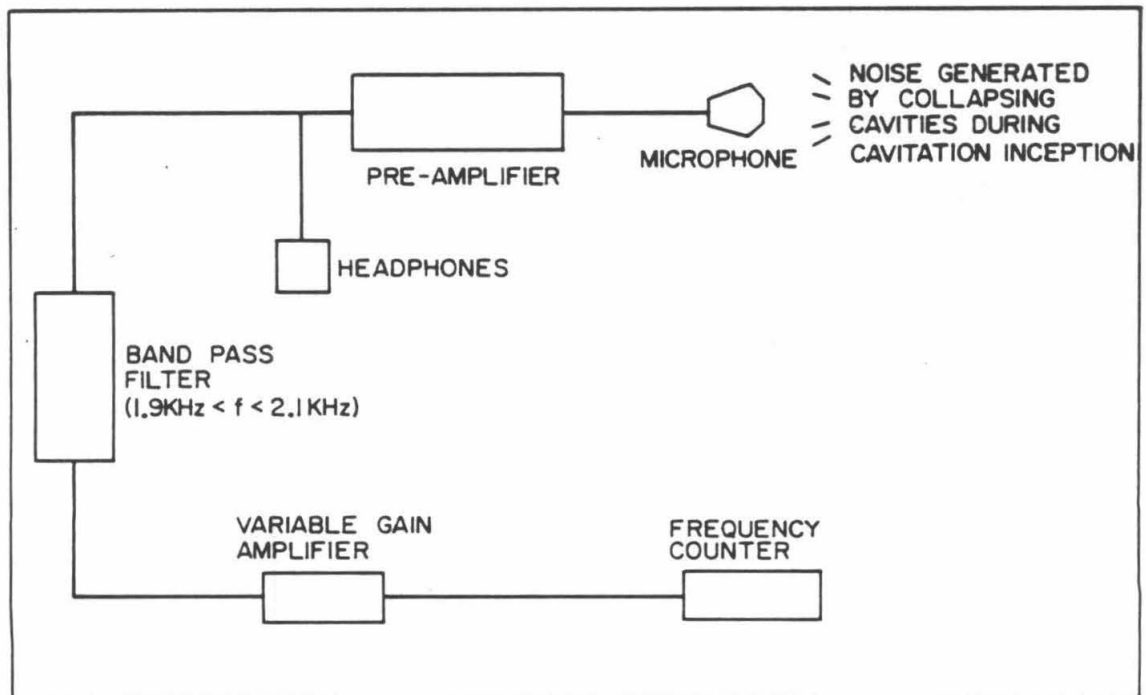 NOISE GENERATED
BY COLLAPSING
CAVITIES DURING
CAVITATION INCEPTION
MICROPHONE
PRE-AMPLIFIER
HEADPHONES
BAND PASS
FILTER
(1.9KHz < f < 2.1KHz)
VARIABLE GAIN
AMPLIFIER
FREQUENCY
COUNTER